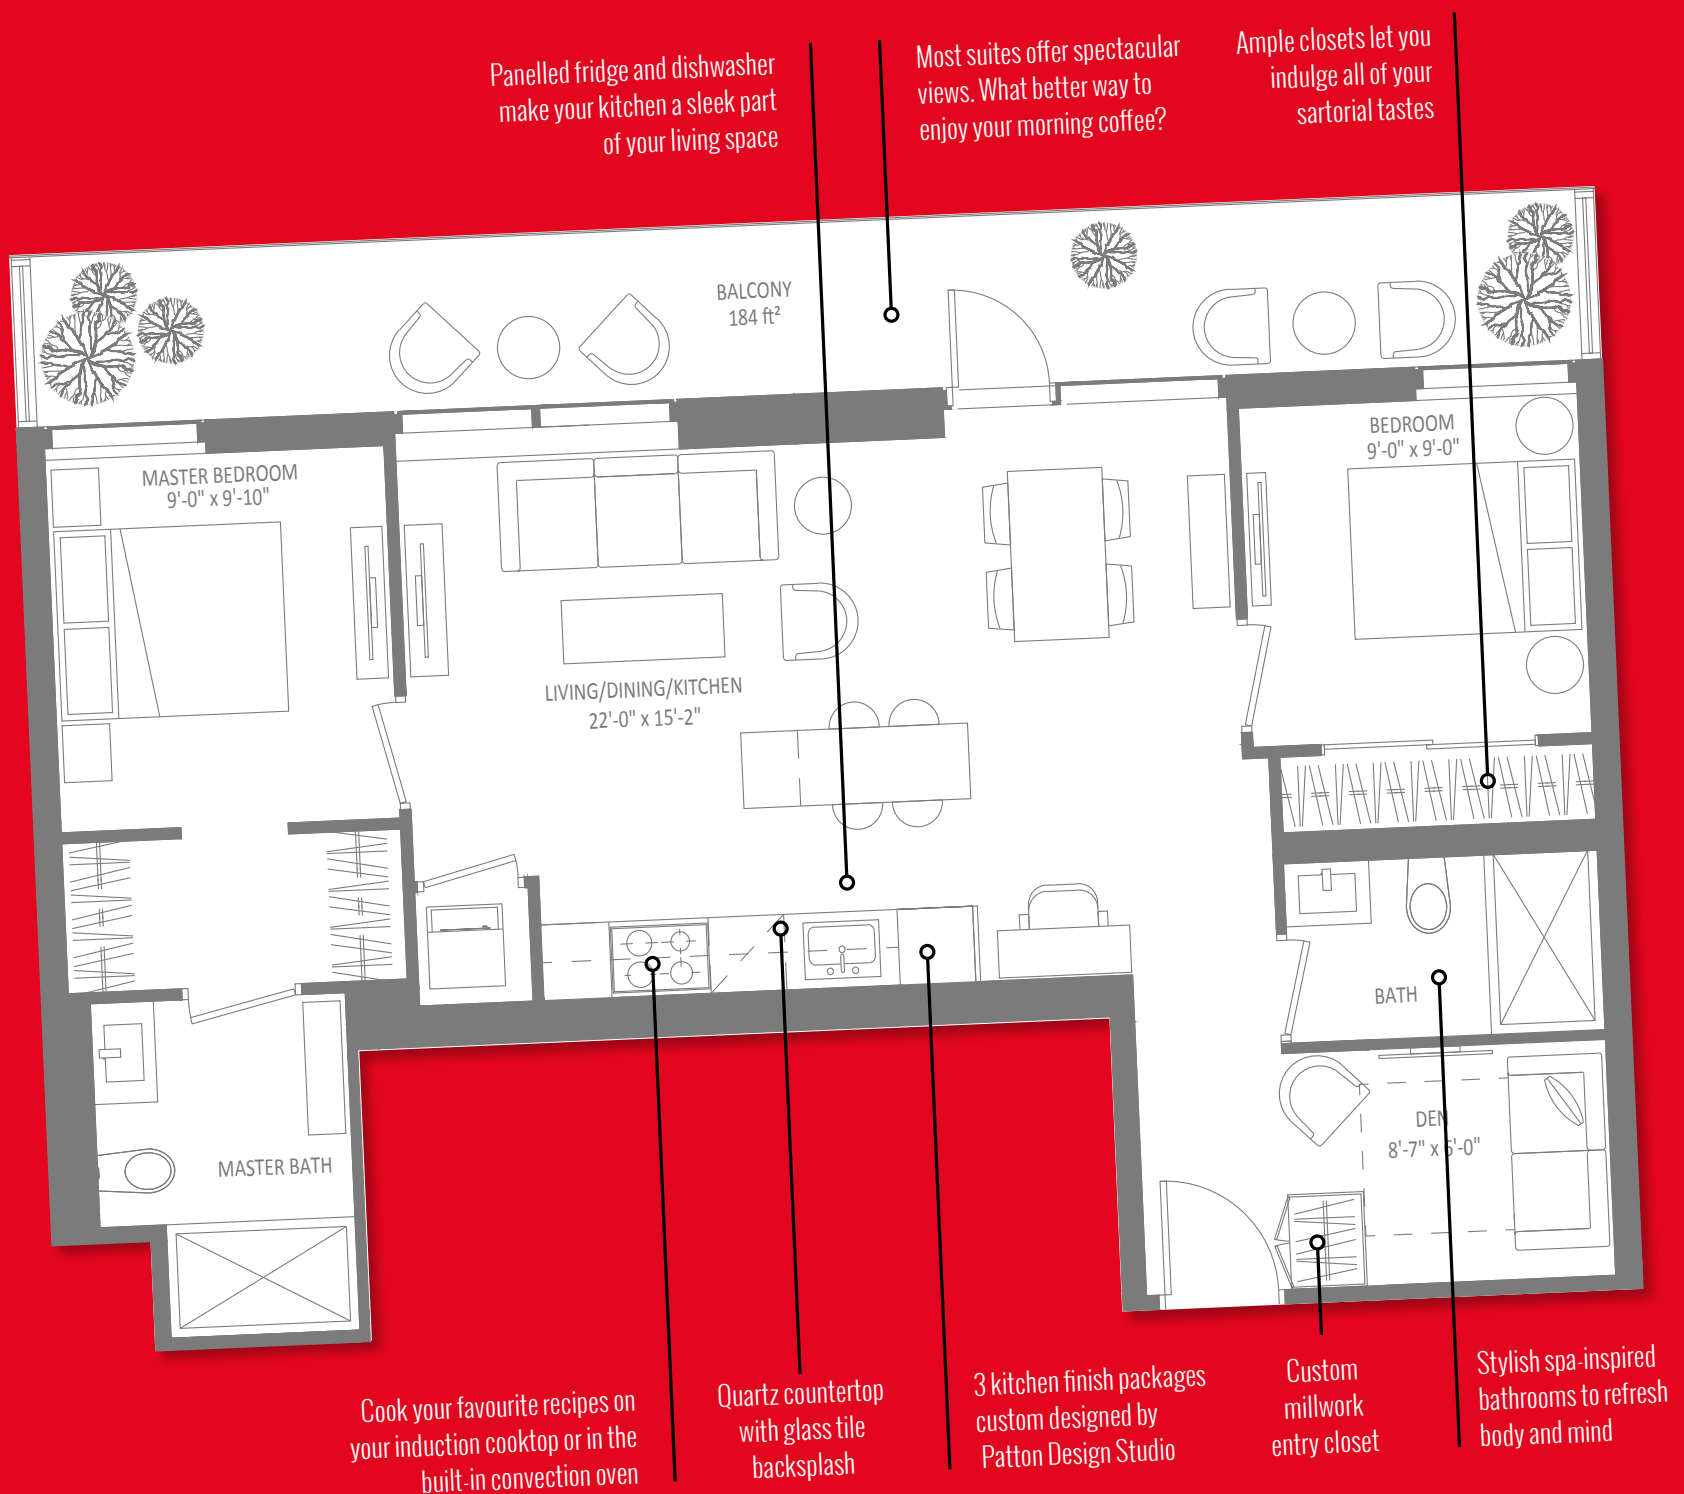 Panelled fridge and dishwasher
make your kitchen a sleek part
of your living space
Most suites offer spectacular
views. What better way to
enjoy your morning coffee?
Ample closets let you
indulge all of your
sartorial tastes
BALCONY
184 ft²
MASTER BEDROOM
9'-0" x 9'-10"
BEDROOM
9'-0" x 9'-0"
LIVING/DINING/KITCHEN
22'-0" x 15'-2"
BATH
MASTER BATH
DEN
8'-7" x 6'-0"
Cook your favourite recipes on
your induction cooktop or in the
built-in convection oven
Quartz countertop
with glass tile
backsplash
3 kitchen finish packages
custom designed by
Patton Design Studio
Custom
millwork
entry closet
Stylish spa-inspired
bathrooms to refresh
body and mind